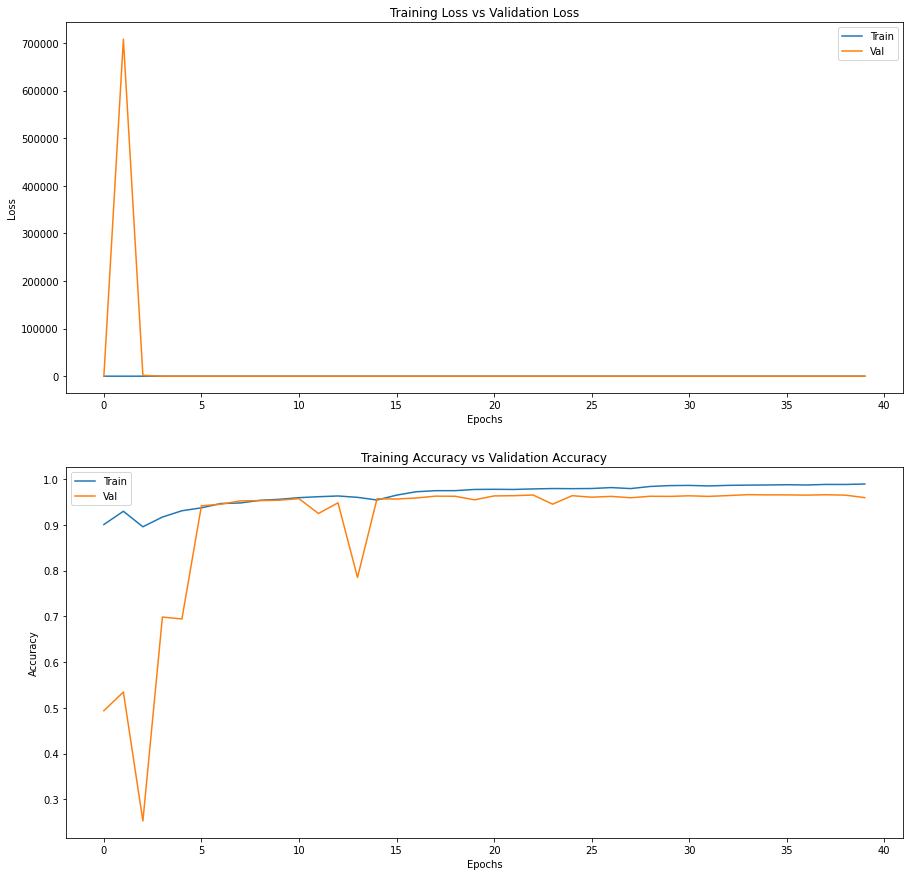 Training Loss vs Validation Loss
Train
Val
700000
600000
500000
400000
300000
200000
100000
0
Loss
0 5 10 15 20 25 30 35 40
Epochs
Training Accuracy vs Validation Accuracy
Train
Val
1.0
0.9
0.8
0.7
0.6
0.5
0.4
0.3
Accuracy
0 5 10 15 20 25 30 35 40
Epochs